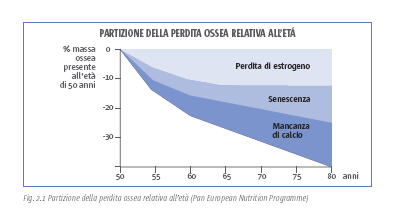 PARTIZIONE DELLA PERDITA OSSEA RELATIVA ALL'ETÁ
% massa
ossea
presente
all'età
di 50 anni
0
-10
-20
-30
Perdita di estrogeno
Senescenza
Mancanza
di calcio
50 55 60 65 70 75 80 anni
Fig. 2.1 Partizione della perdita ossea relativa all'età (Pan European Nutrition Programme)